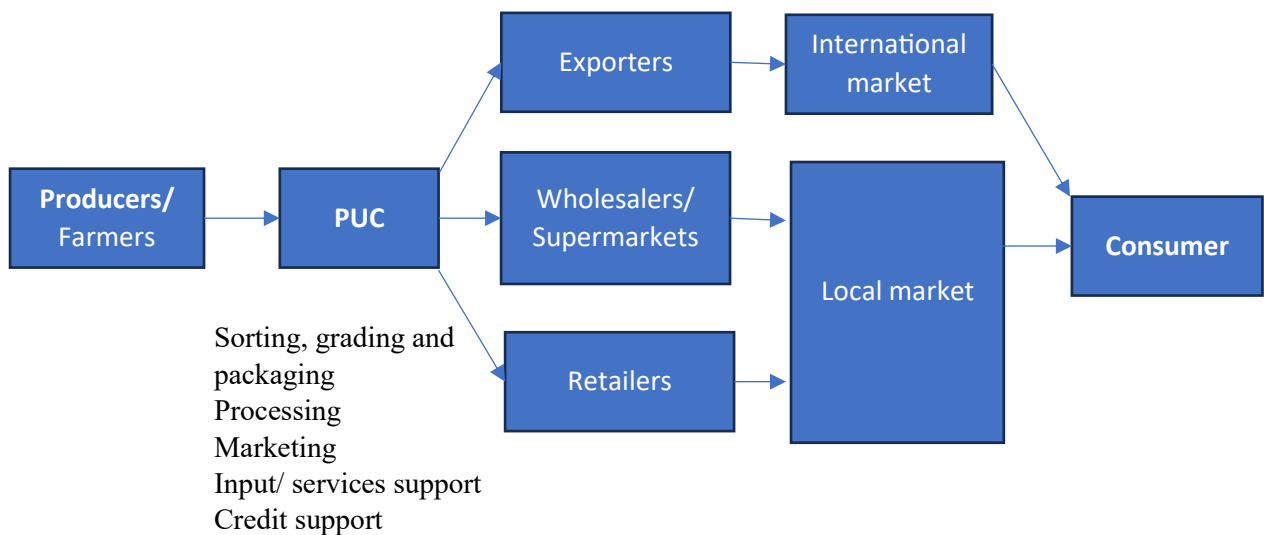 Exporters
International
market
Producers/
Farmers
PUC
Wholesalers/
Supermarkets
Local market
Consumer
Retailers
Sorting, grading and
packaging
Processing
Marketing
Input/ services support
Credit support